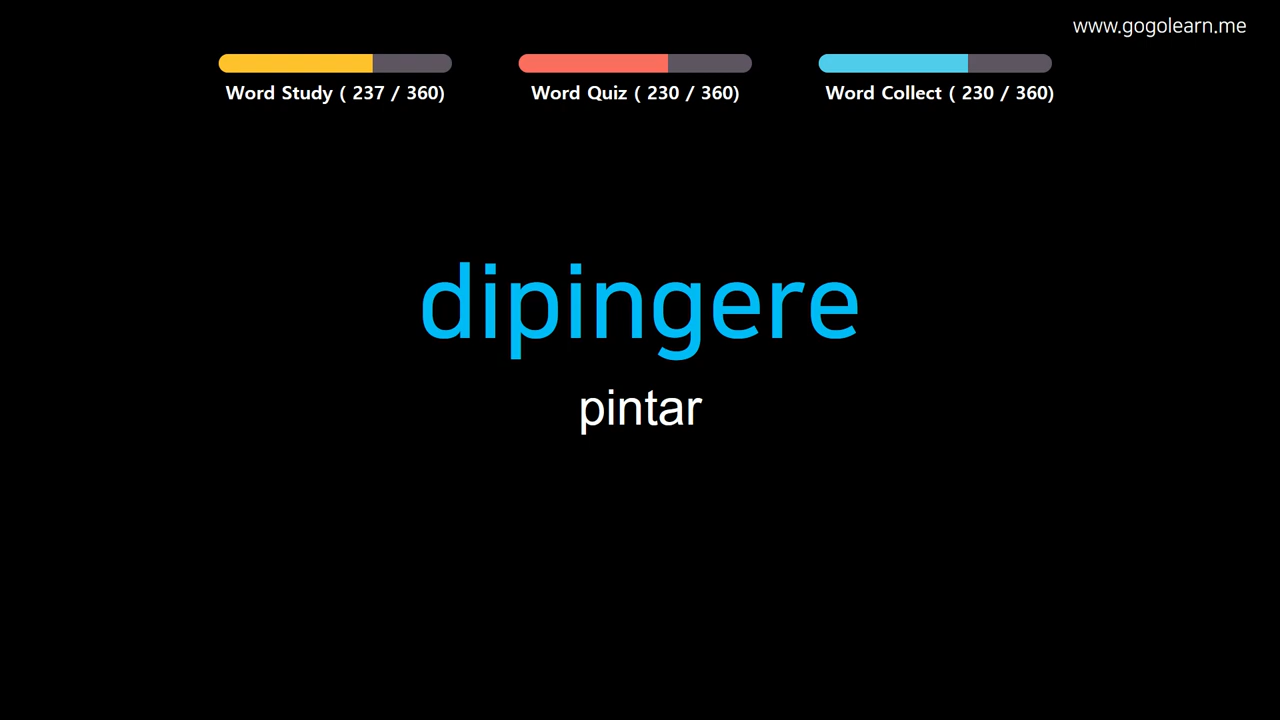 www.gogolearn.me
Word Study ( 237 / 360)
Word Quiz ( 230 / 360)
Word Collect ( 230 / 360)
dipingere
pintar